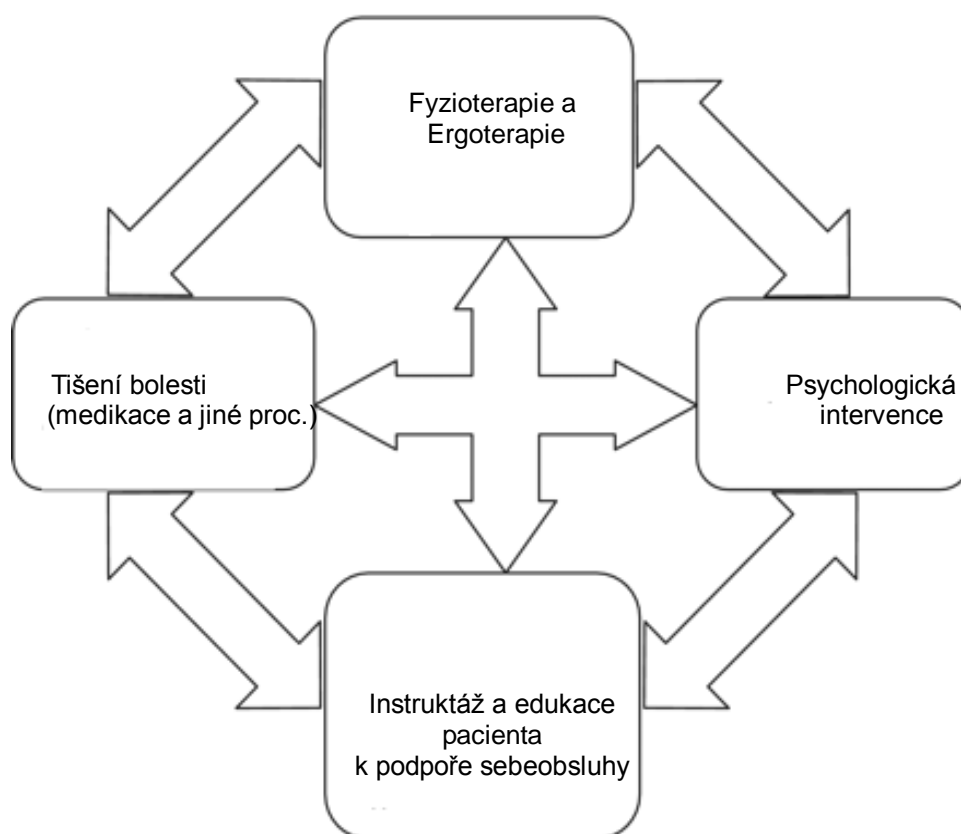 Fyzioterapie a
Ergoterapie
Tišení bolesti
(medikace a jiné proc.)
Psychologická
intervence
Instruktáž a edukace
pacienta
k podpoře sebeobsluhy